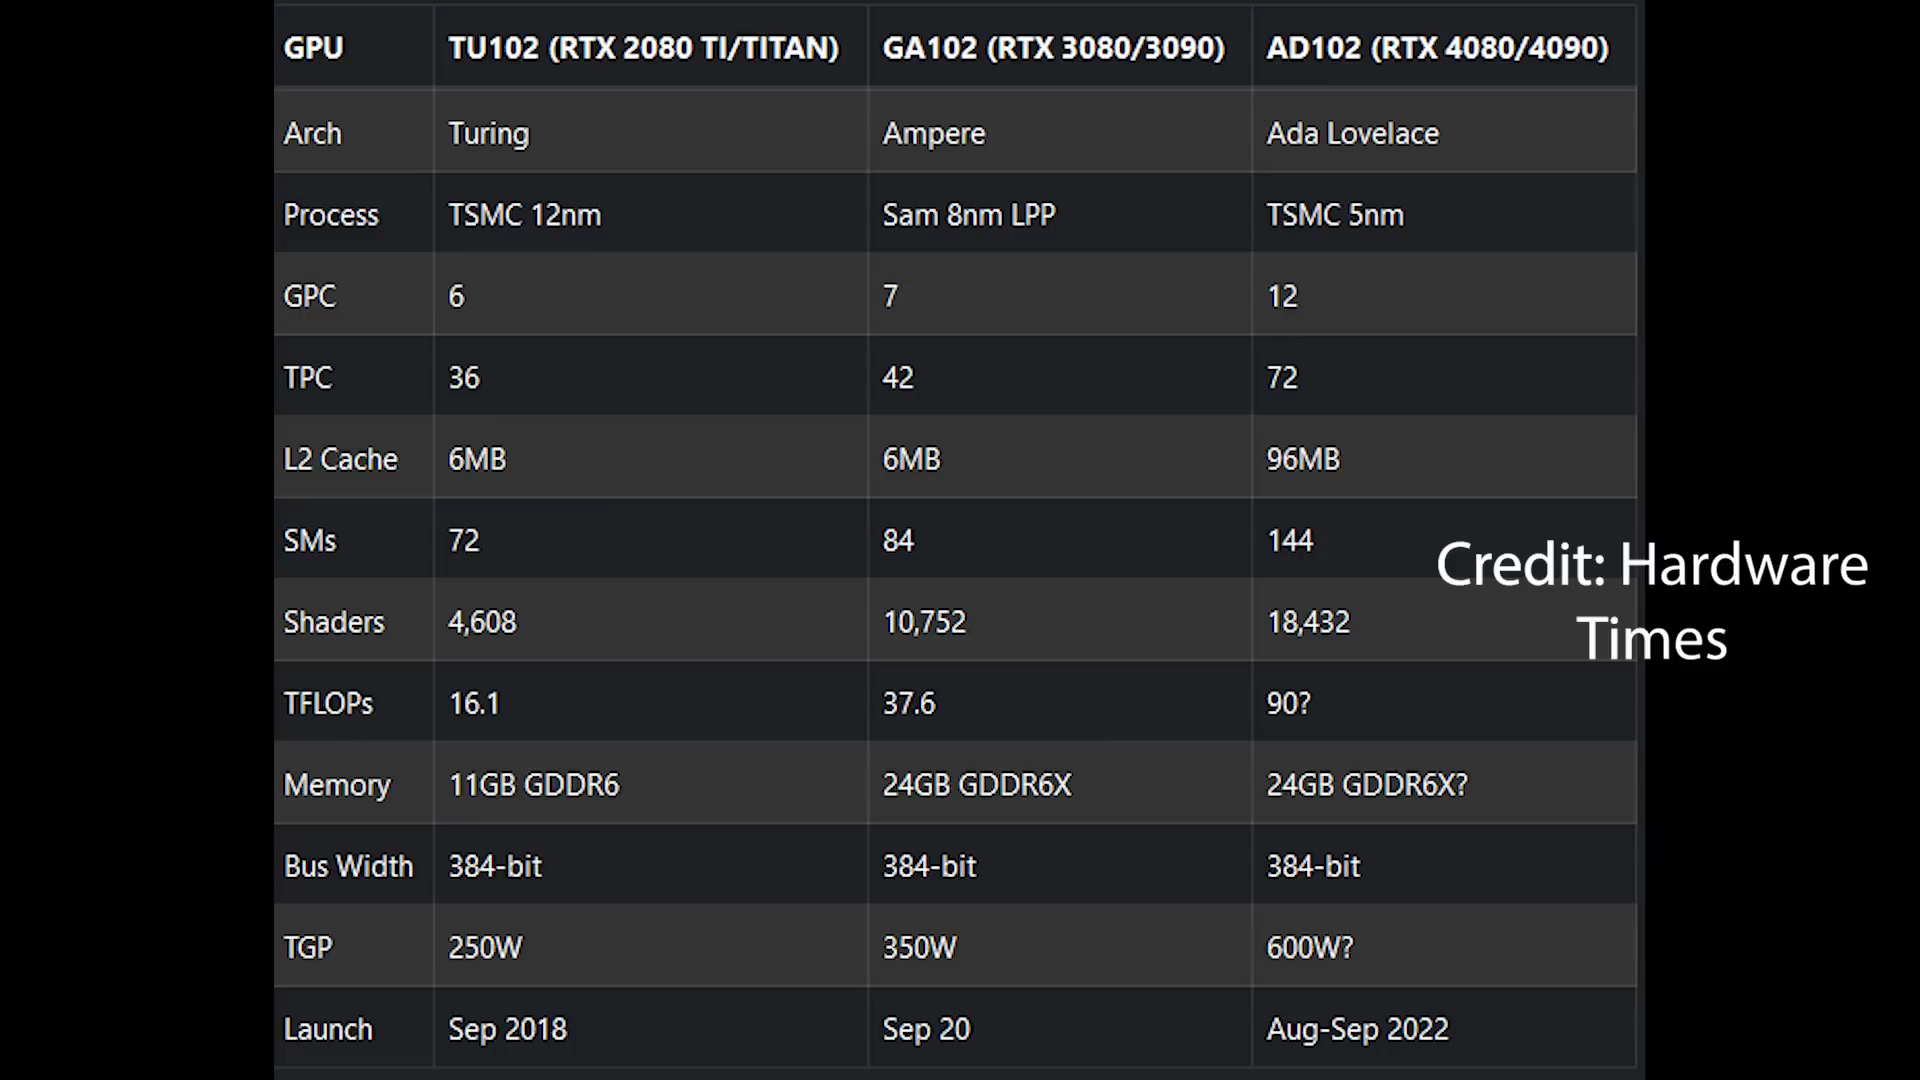 GPU TU102 (RTX 2080 TI/TITAN) GA102 (RTX 3080/3090) AD102 (RTX 4080/4090)
Arch Turing Ampere Ada Lovelace
Process TSMC 12nm Sam 8nm LPP TSMC 5nm
GPC 6 7 12
TPC 36 42 72
L2 Cache 6MB 6MB 96MB
SMs 72 84 144
Shaders 4,608 10,752 18,432
TFLOPs 16.1 37.6 90?
Memory 11GB GDDR6 24GB GDDR6X 24GB GDDR6X?
Bus Width 384-bit 384-bit 384-bit
TGP 250W 350W 600W?
Launch Sep 2018 Sep 20 Aug-Sep 2022
Credit: Hardware
Times